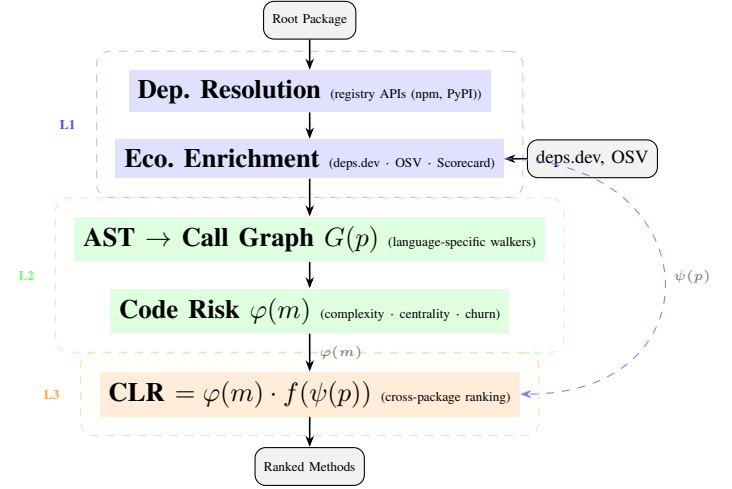 Root Package
Dep. Resolution (registry APIs (npm, PyPI))
L1
Eco. Enrichment (deps.dev · OSV · Scorecard)
deps.dev, OSV
AST → Call Graph G(p) (language-specific walkers)
L2
ψ(p)
Code Risk φ(m) (complexity · centrality · churn)
φ(m)
L3
CLR = φ(m) · f(ψ(p)) (cross-package ranking)
Ranked Methods